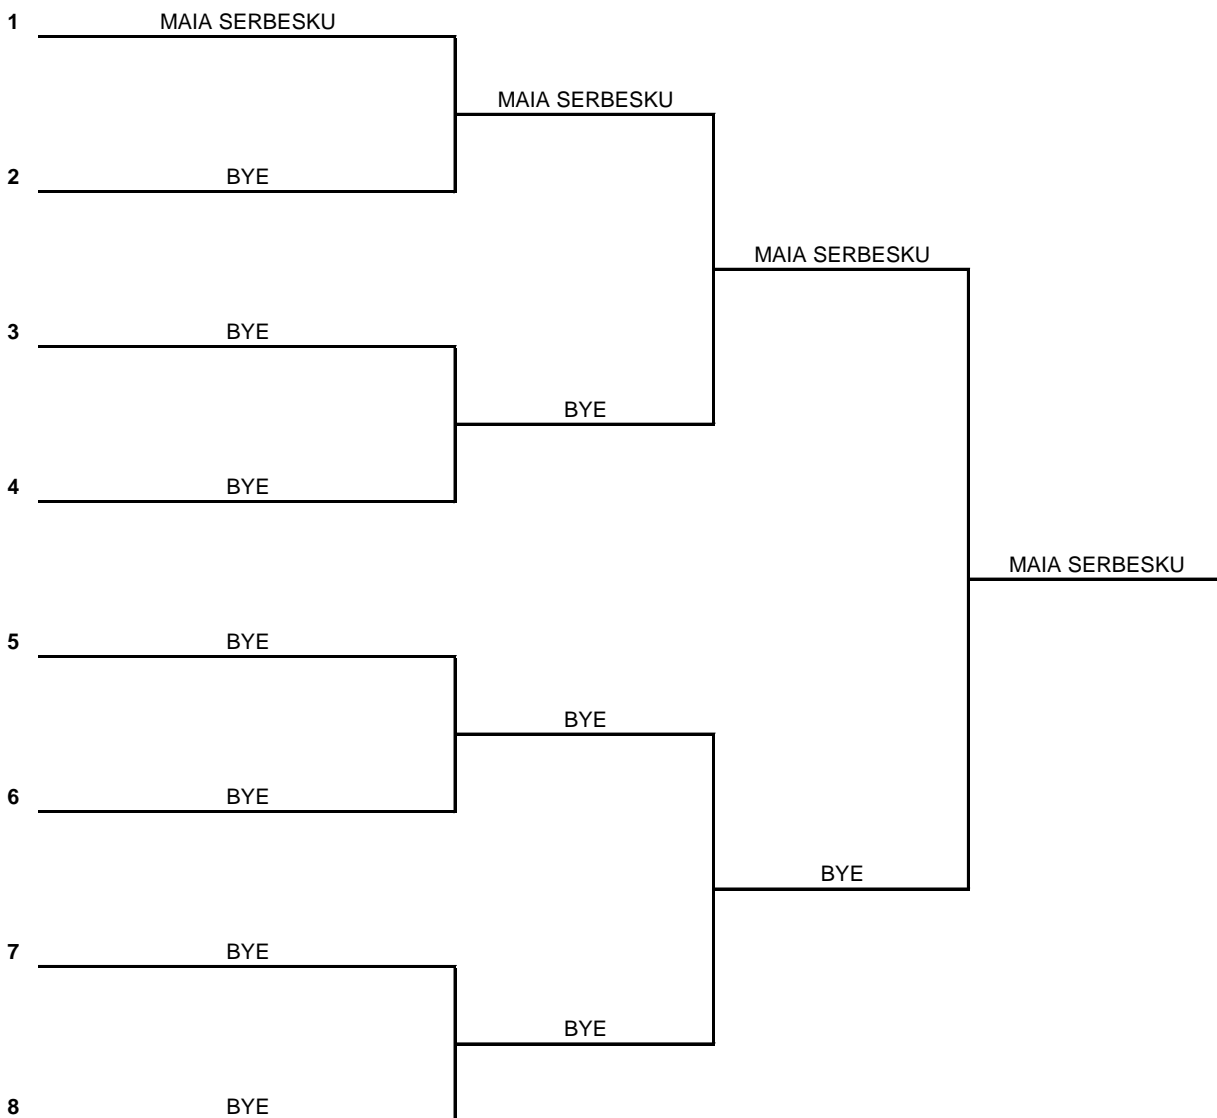 1 MAIA SERBESKU
MAIA SERBESKU
2 BYE
MAIA SERBESKU
3 BYE
BYE
4 BYE
MAIA SERBESKU
5 BYE
BYE
6 BYE
BYE
7 BYE
BYE
8 BYE